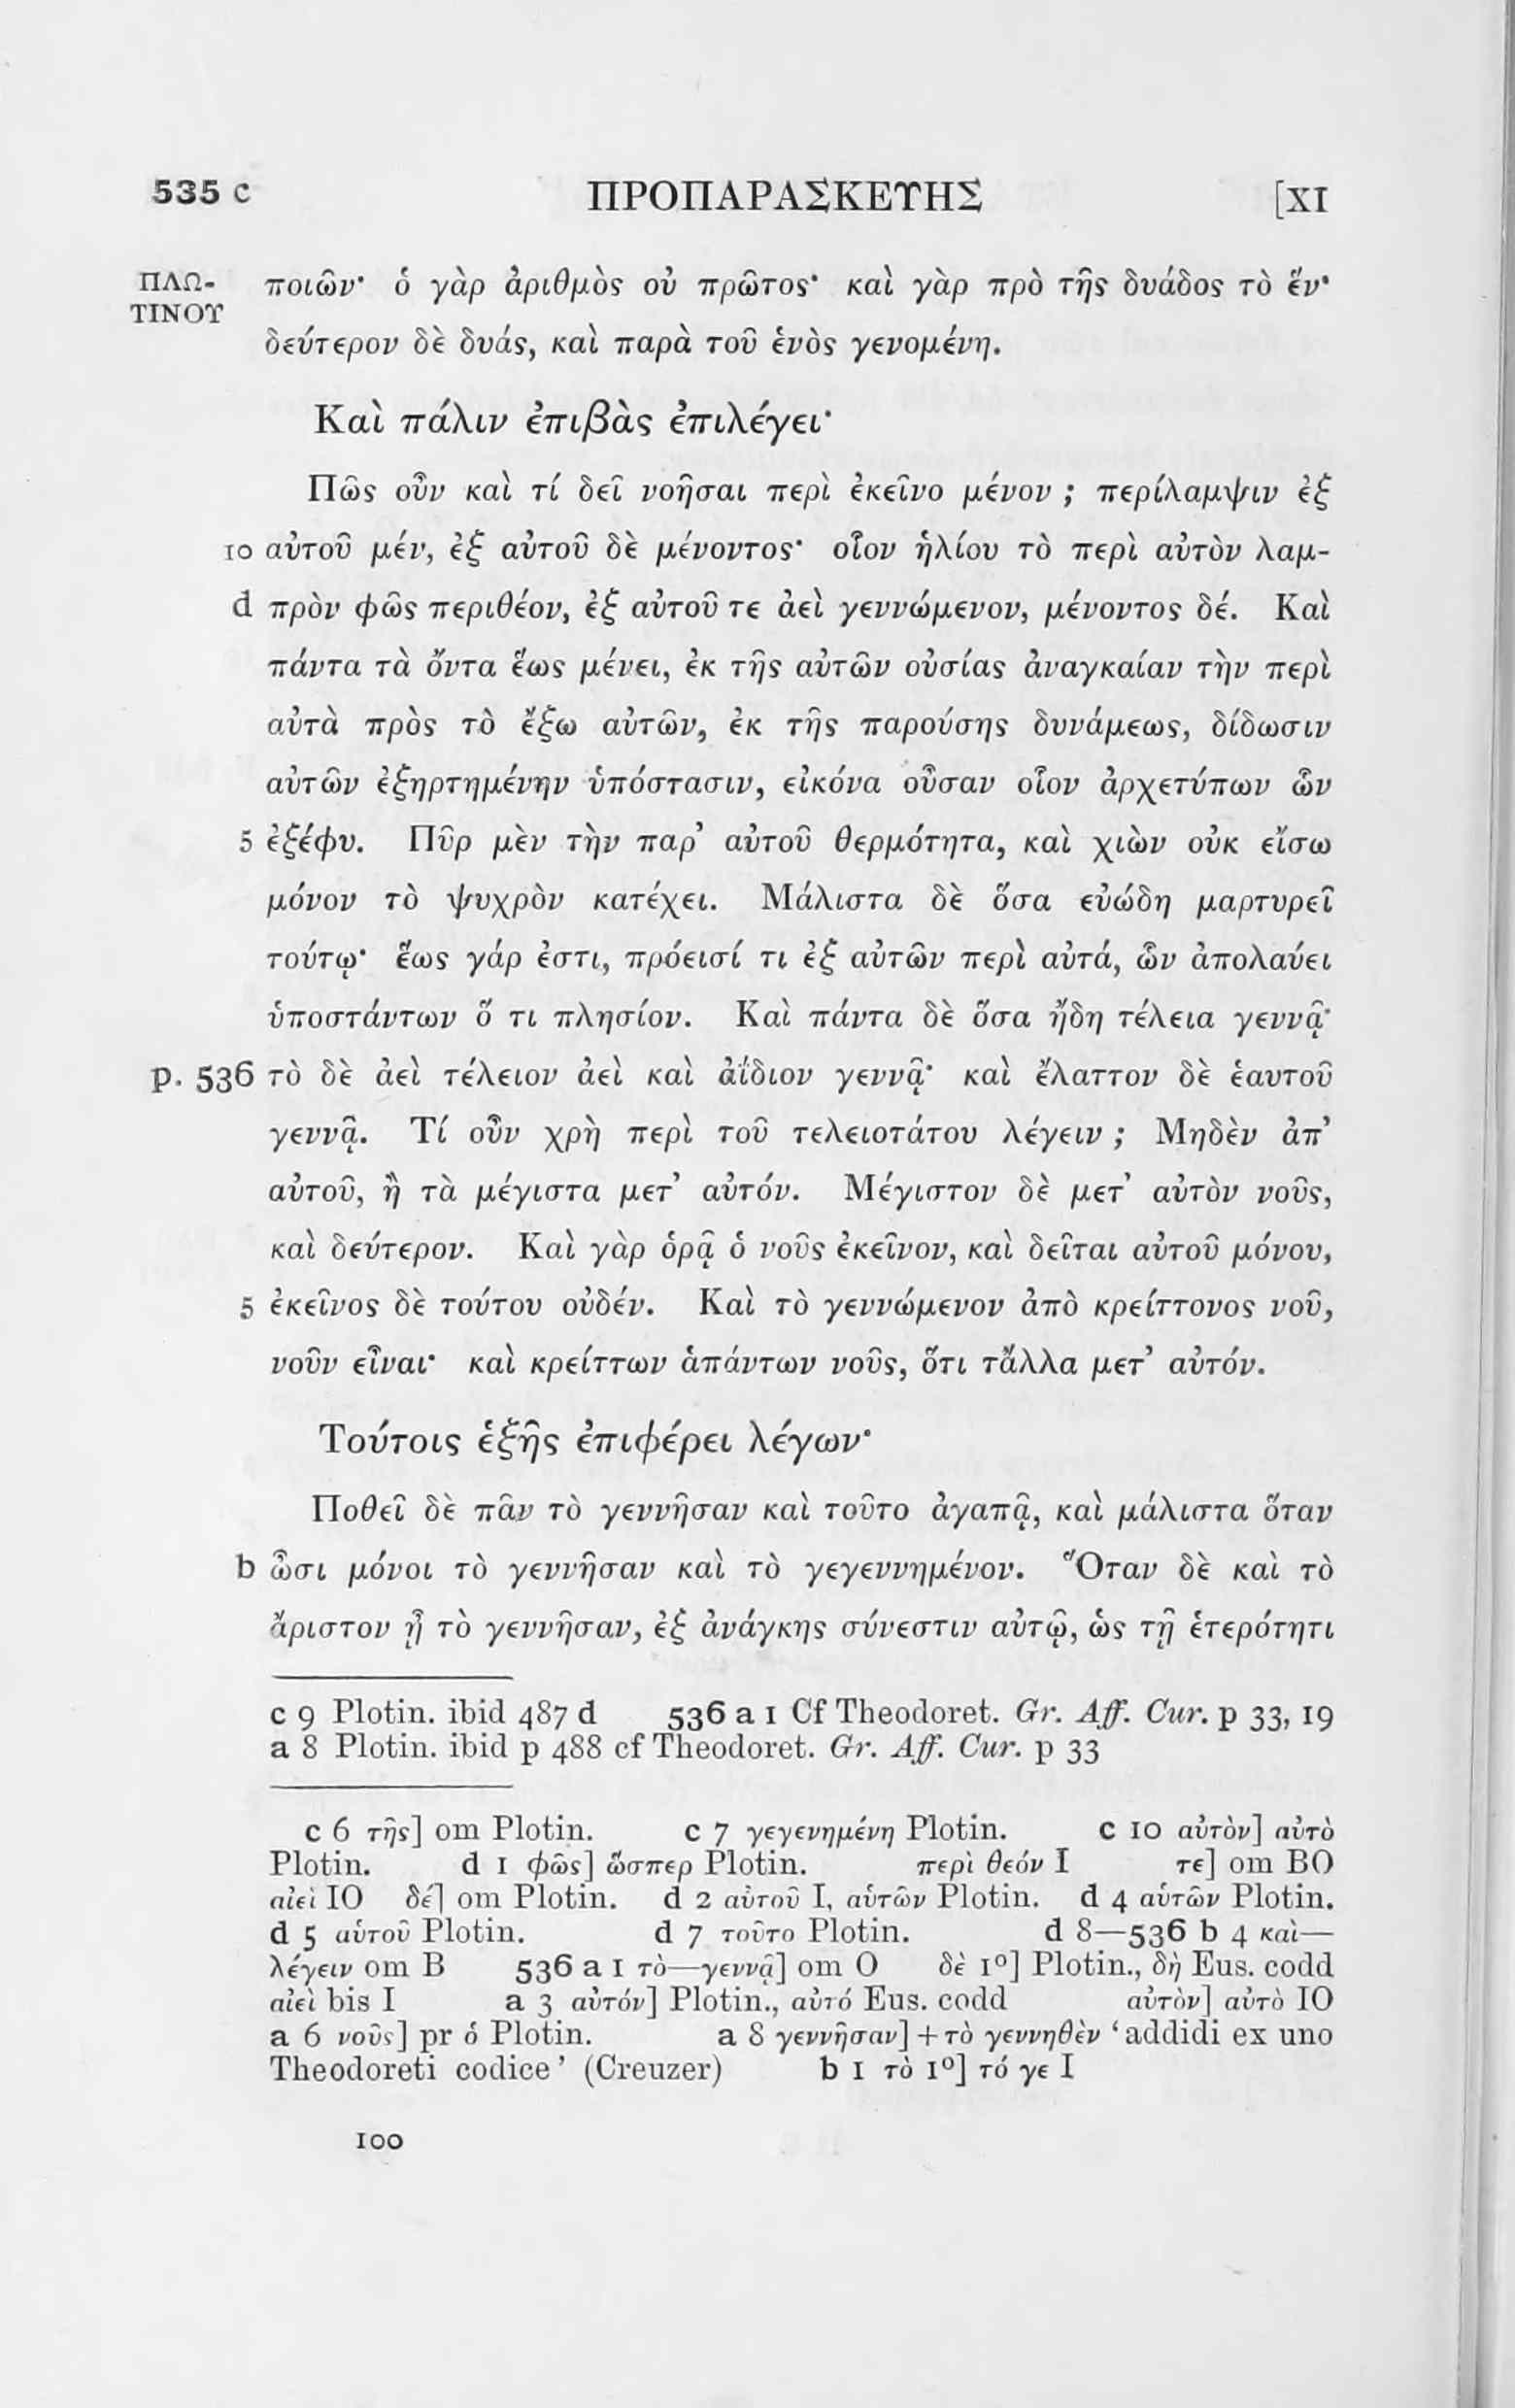 535 c ΠΡΟΠΑΡΑΣΚΕΥΗΣ [XI
ΠΛΩ-
ΤΙΝΟΥ
ποιῶν· ὁ γὰρ ἀριθμὸς οὐ πρῶτος· καὶ γὰρ πρὸ τῆς δυάδος τὸ ἕν·
δεύτερον δὲ δυάς, καὶ παρὰ τοῦ ἑνὸς γενομένη.
Καὶ πάλιν ἐπιβὰς ἐπιλέγει·
Πῶς οὖν καὶ τί δεῖ νοῆσαι περὶ ἐκεῖνο μένον; περίλαμψιν ἐξ
10 αὐτοῦ μέν, ἐξ αὐτοῦ δὲ μένοντος· οἷον ἡλίου τὸ περὶ αὐτὸν λαμ-
d πρὸν φῶς περιθέον, ἐξ αὐτοῦ τε ἀεὶ γεννώμενον, μένοντος δέ. Καὶ
πάντα τὰ ὄντα ἕως μένει, ἐκ τῆς αὐτῶν οὐσίας ἀναγκαίαν τὴν περὶ
αὐτὰ πρὸς τὸ ἔξω αὐτῶν, ἐκ τῆς παρούσης δυνάμεως, δίδωσιν
αὐτῶν ἐξηρτημένην ὑπόστασιν, εἰκόνα οὖσαν οἷον ἀρχετύπων ὧν
5 ἐξέφυ. Πῦρ μὲν τὴν παρ’ αὐτοῦ θερμότητα, καὶ χιὼν οὐκ εἴσω
μόνον τὸ ψυχρὸν κατέχει. Μάλιστα δὲ ὅσα εὐώδη μαρτυρεῖ
τούτῳ· ἕως γάρ ἐστι, πρόεισί τι ἐξ αὐτῶν περὶ αὐτά, ὧν ἀπολαύει
ὑποστάντων ὅ τι πλησίον. Καὶ πάντα δὲ ὅσα ἤδη τέλεια γεννᾷ·
p. 536 τὸ δὲ ἀεὶ τέλειον ἀεὶ καὶ ἀΐδιον γεννᾷ· καὶ ἔλαττον δὲ ἑαυτοῦ
γεννᾷ. Τί οὖν χρὴ περὶ τοῦ τελειοτάτου λέγειν; Μηδὲν ἀπ’
αὐτοῦ, ἢ τὰ μέγιστα μετ’ αὐτόν. Μέγιστον δὲ μετ’ αὐτὸν νοῦς,
καὶ δεύτερον. Καὶ γὰρ ὁρᾷ ὁ νοῦς ἐκεῖνον, καὶ δεῖται αὐτοῦ μόνου,
5 ἐκεῖνος δὲ τούτου οὐδέν. Καὶ τὸ γεννώμενον ἀπὸ κρείττονος νοῦ,
νοῦν εἶναι· καὶ κρείττων ἁπάντων νοῦς, ὅτι τἄλλα μετ’ αὐτόν.
Τούτοις ἑξῆς ἐπιφέρει λέγων·
Ποθεῖ δὲ πᾶν τὸ γεννῆσαν καὶ τοῦτο ἀγαπᾷ, καὶ μάλιστα ὅταν
b ὦσι μόνοι τὸ γεννῆσαν καὶ τὸ γεγεννημένον. Ὅταν δὲ καὶ τὸ
ἄριστον ᾖ τὸ γεννῆσαν, ἐξ ἀνάγκης σύνεστιν αὐτῷ, ὡς τῇ ἑτερότητι
c 9 Plotin. ibid 487 d 536 a 1 Cf Theodoret. Gr. Aff. Cur. p 33, 19
a 8 Plotin. ibid p 488 cf Theodoret. Gr. Aff. Cur. p 33
c 6 τῆς] om Plotin. c 7 γεγενημένη Plotin. c 10 αὐτὸν] αὐτὸ
Plotin. d 1 φῶς] ὥσπερ Plotin. περὶ θεόν I τε] om BO
αἰεὶ IO δέ] om Plotin. d 2 αὐτοῦ I, αὑτῶν Plotin. d 4 αὑτῶν Plotin.
d 5 αὑτοῦ Plotin. d 7 τοῦτο Plotin. d 8—536 b 4 καὶ—
λέγειν om B 536 a 1 τὸ—γεννᾷ] om O δὲ 1º] Plotin., δὴ Eus. codd
αἰεὶ bis I a 3 αὐτόν] Plotin., αὐτό Eus. codd αὐτὸν] αὐτὸ IO
a 6 νοῦς] pr ὁ Plotin. a 8 γεννῆσαν] + τὸ γεννηθὲν ‘addidi ex uno
Theodoreti codice’ (Creuzer) b 1 τὸ 1º] τό γε I
100